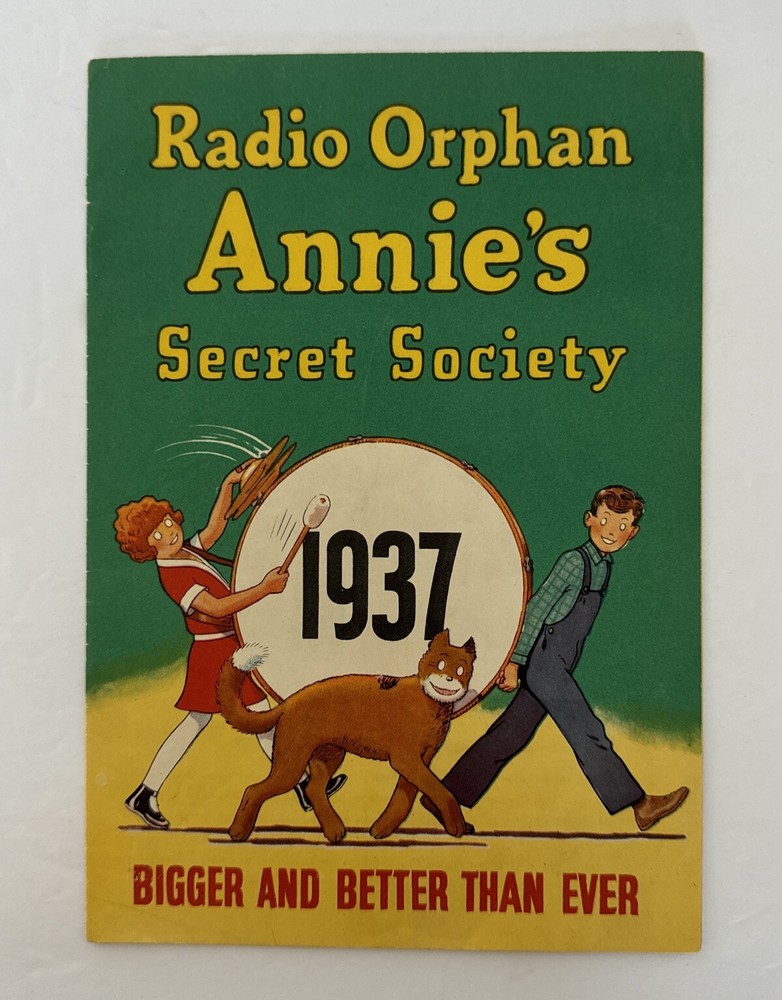 Radio Orphan
Annie's
Secret Society
1937
BIGGER AND BETTER THAN EVER